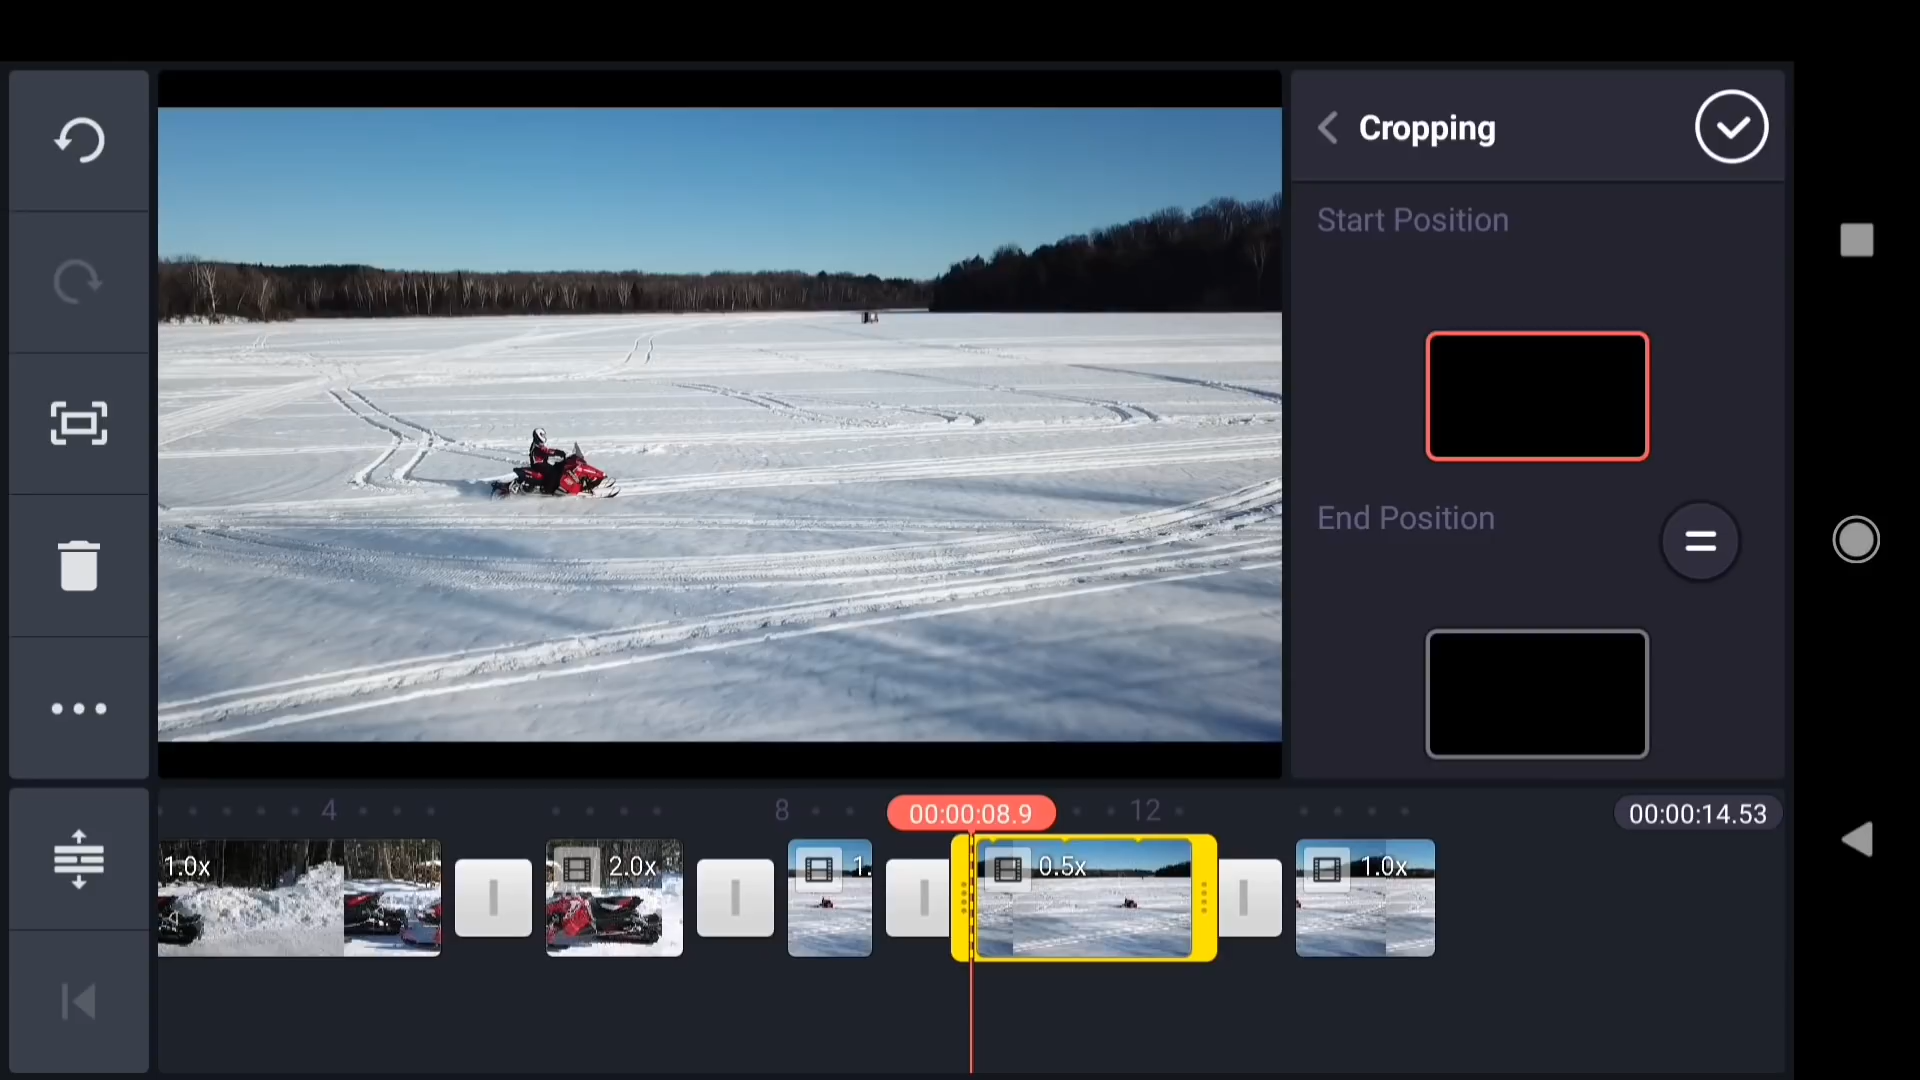 Cropping
Start Position
End Position
4
8
00:00:08.9
12
00:00:14.53
1.0x
2.0x
1.
0.5x
1.0x